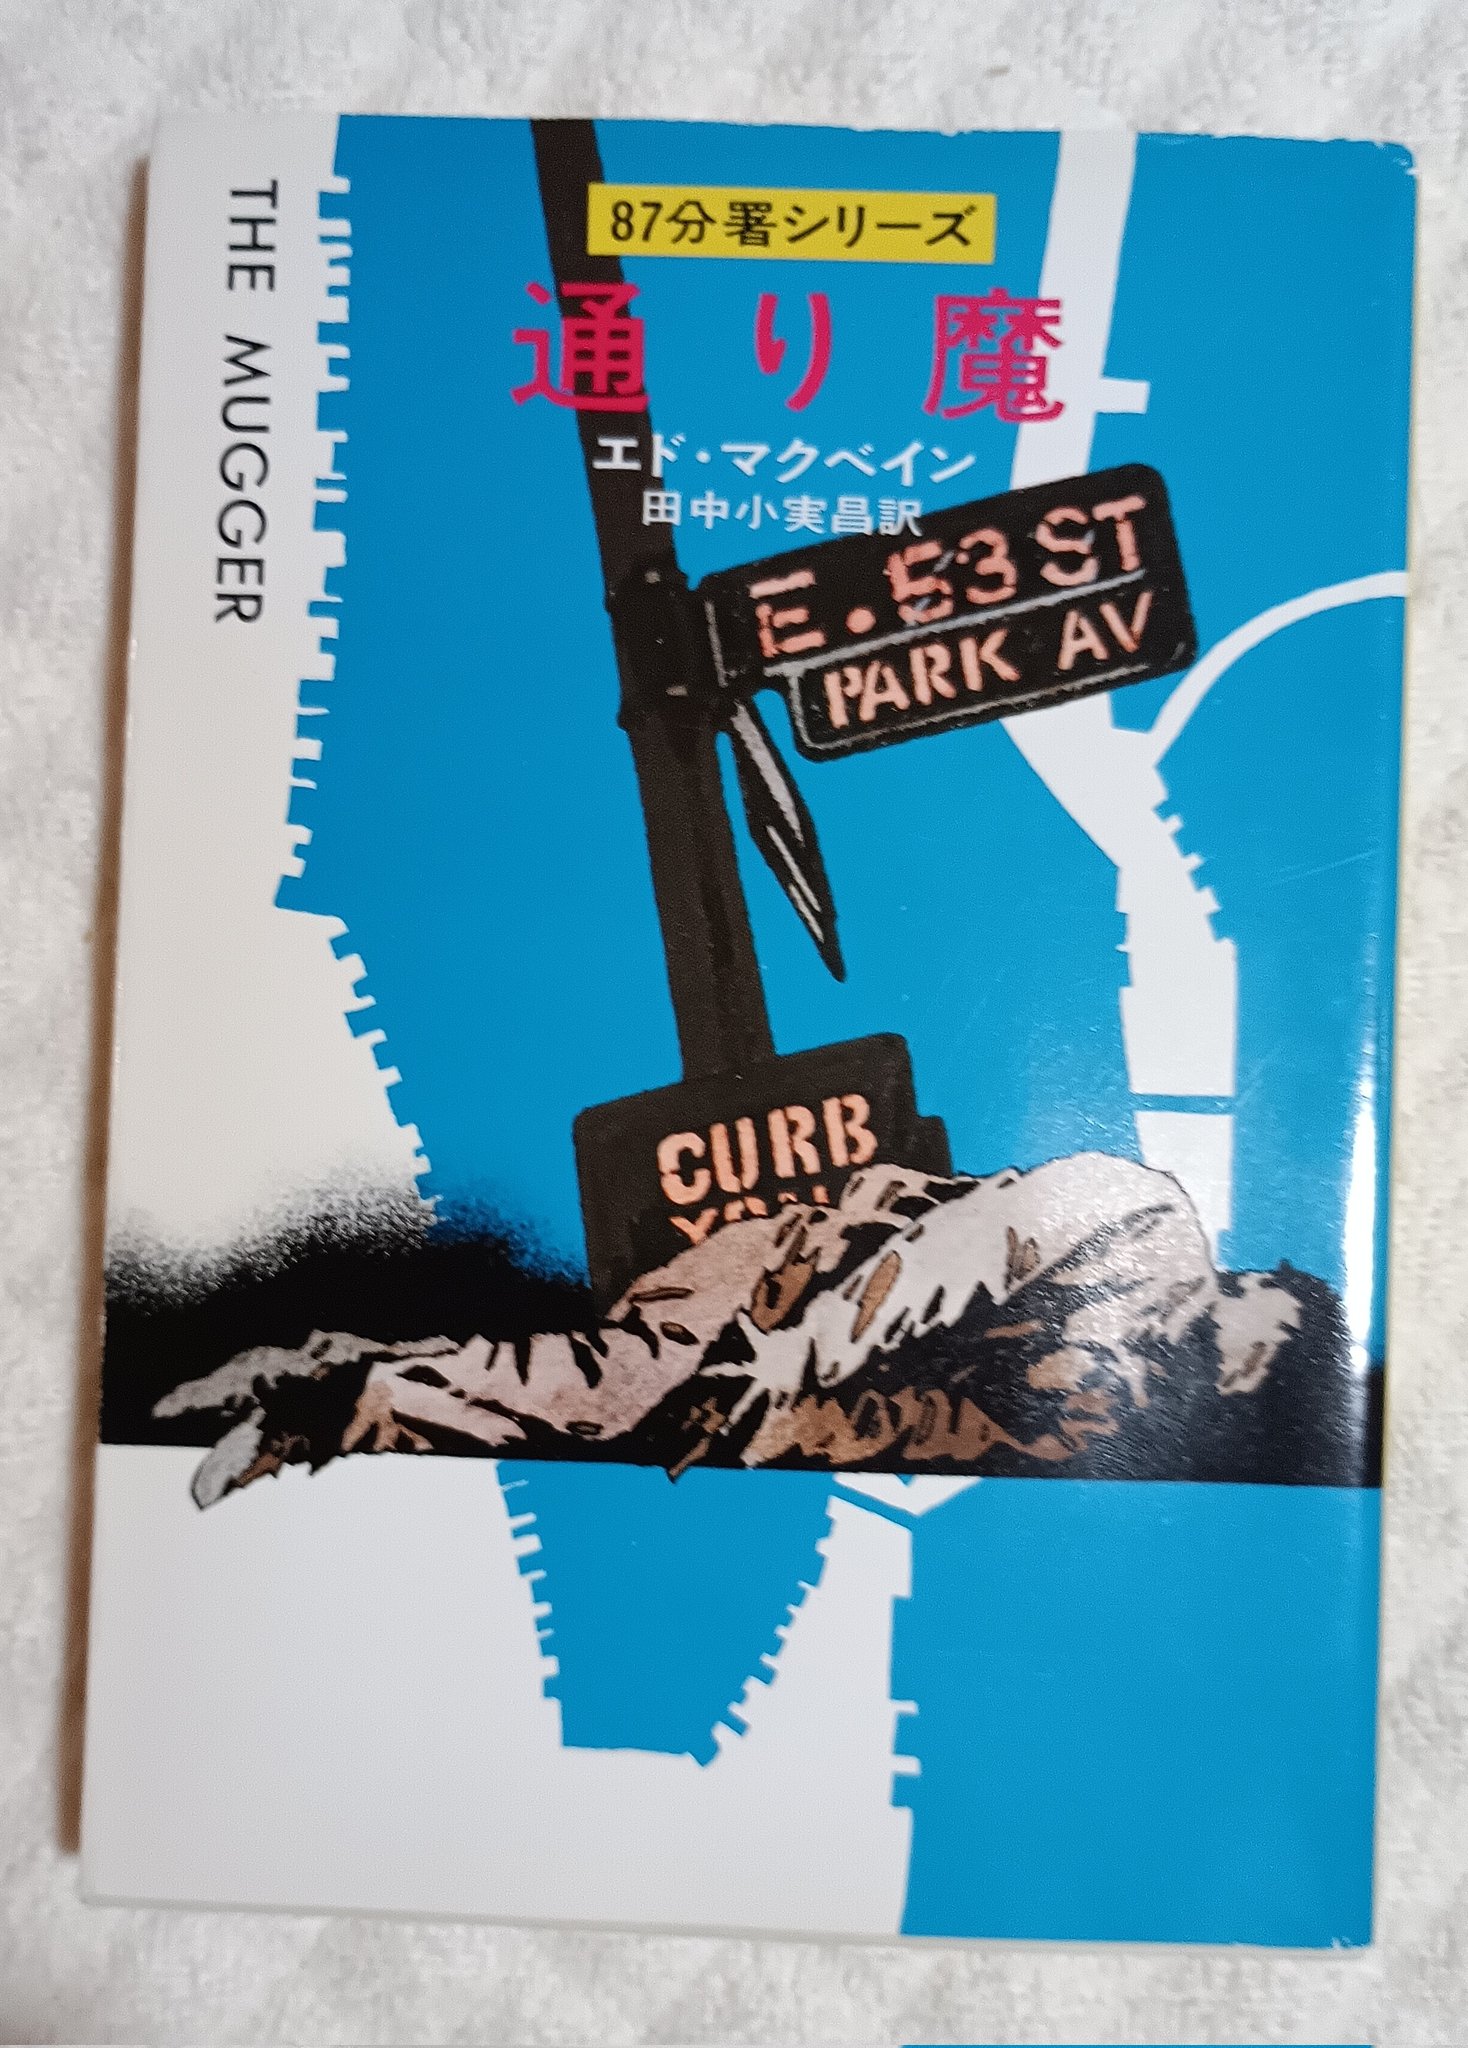 THE MUGGER
87分署シリーズ
通り魔
エド・マクベイン
田中小実昌訳
E. 53 ST
PARK AV
CURB